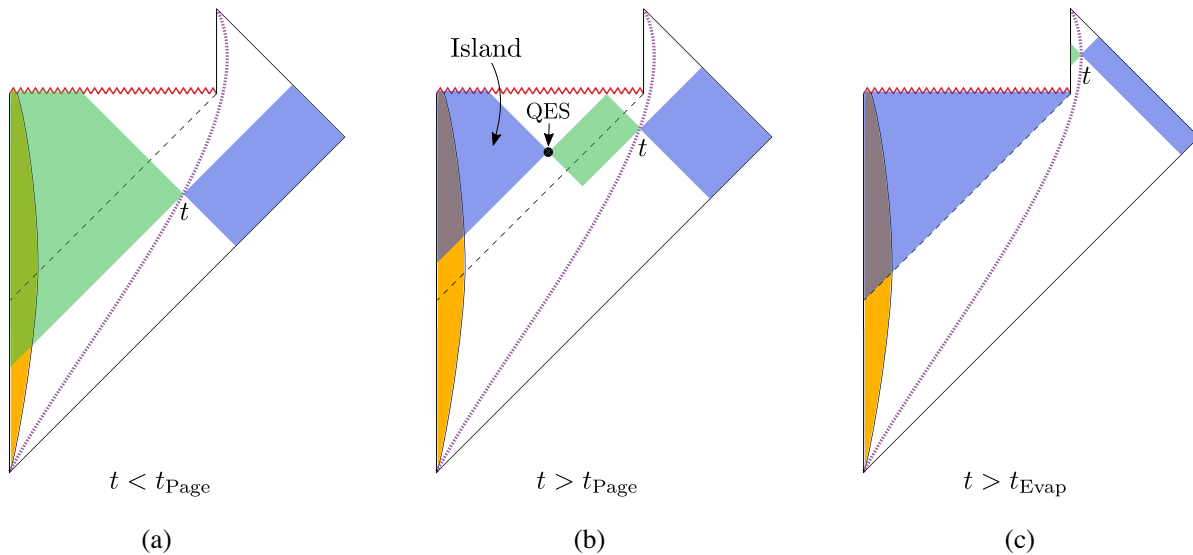 Island
QES
t
t
t
t < t_Page
t > t_Page
t > t_Evap
(a)
(b)
(c)